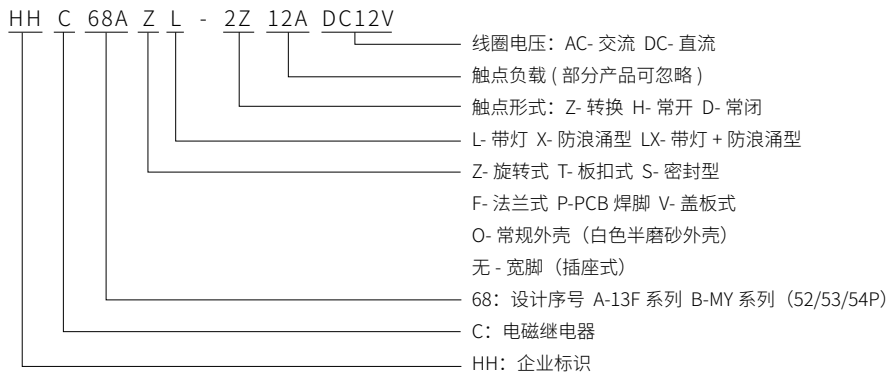 HH C 68A Z L - 2Z 12A DC12V
线圈电压：AC- 交流 DC- 直流
触点负载 ( 部分产品可忽略 )
触点形式：Z- 转换 H- 常开 D- 常闭
L- 带灯 X- 防浪涌型 LX- 带灯 + 防浪涌型
Z- 旋转式 T- 板扣式 S- 密封型
F- 法兰式 P-PCB 焊脚 V- 盖板式
O- 常规外壳（白色半磨砂外壳）
无 - 宽脚（插座式）
68：设计序号 A-13F 系列 B-MY 系列（52/53/54P）
C：电磁继电器
HH：企业标识